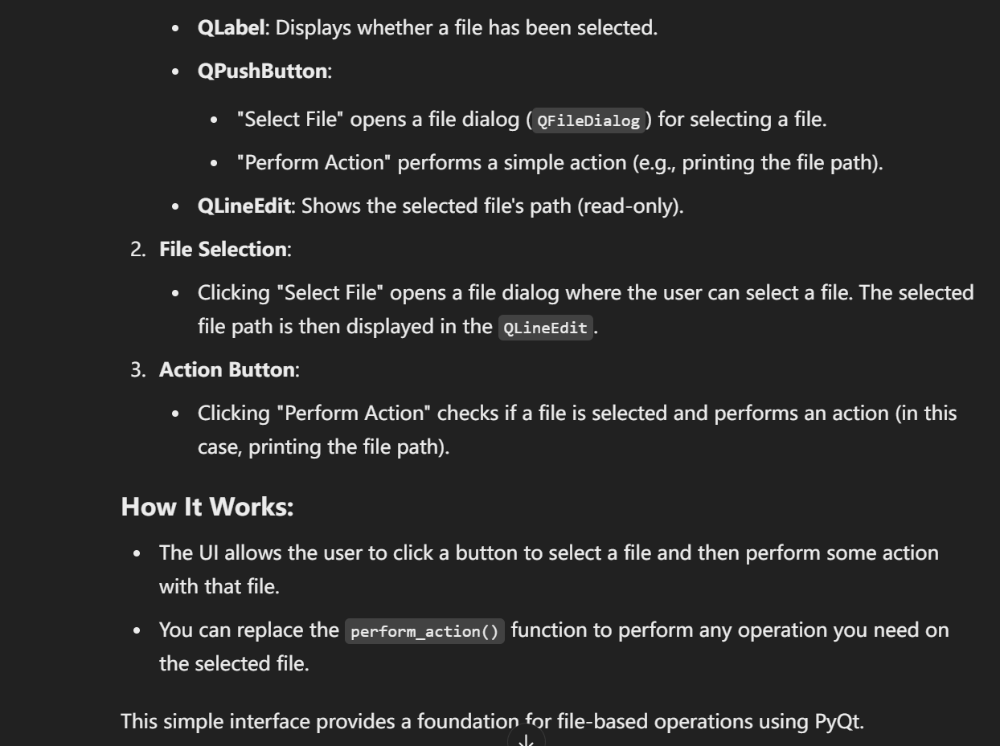 • QLabel: Displays whether a file has been selected.
• QPushButton:
• "Select File" opens a file dialog (QFileDialog) for selecting a file.
• "Perform Action" performs a simple action (e.g., printing the file path).
• QLineEdit: Shows the selected file's path (read-only).
2. File Selection:
• Clicking "Select File" opens a file dialog where the user can select a file. The selected
file path is then displayed in the QLineEdit.
3. Action Button:
• Clicking "Perform Action" checks if a file is selected and performs an action (in this
case, printing the file path).
How It Works:
• The UI allows the user to click a button to select a file and then perform some action
with that file.
• You can replace the perform_action() function to perform any operation you need on
the selected file.
This simple interface provides a foundation for file-based operations using PyQt.